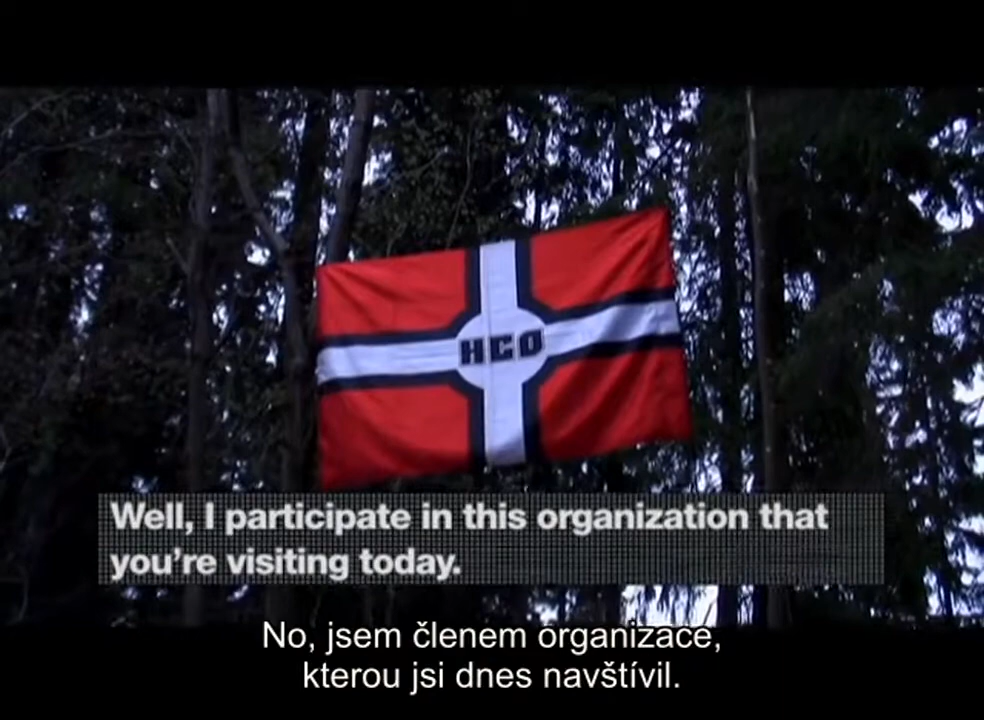 HCO
Well, I participate in this organization that
you're visiting today.
No, jsem členem organizace,
kterou jsi dnes navštívil.